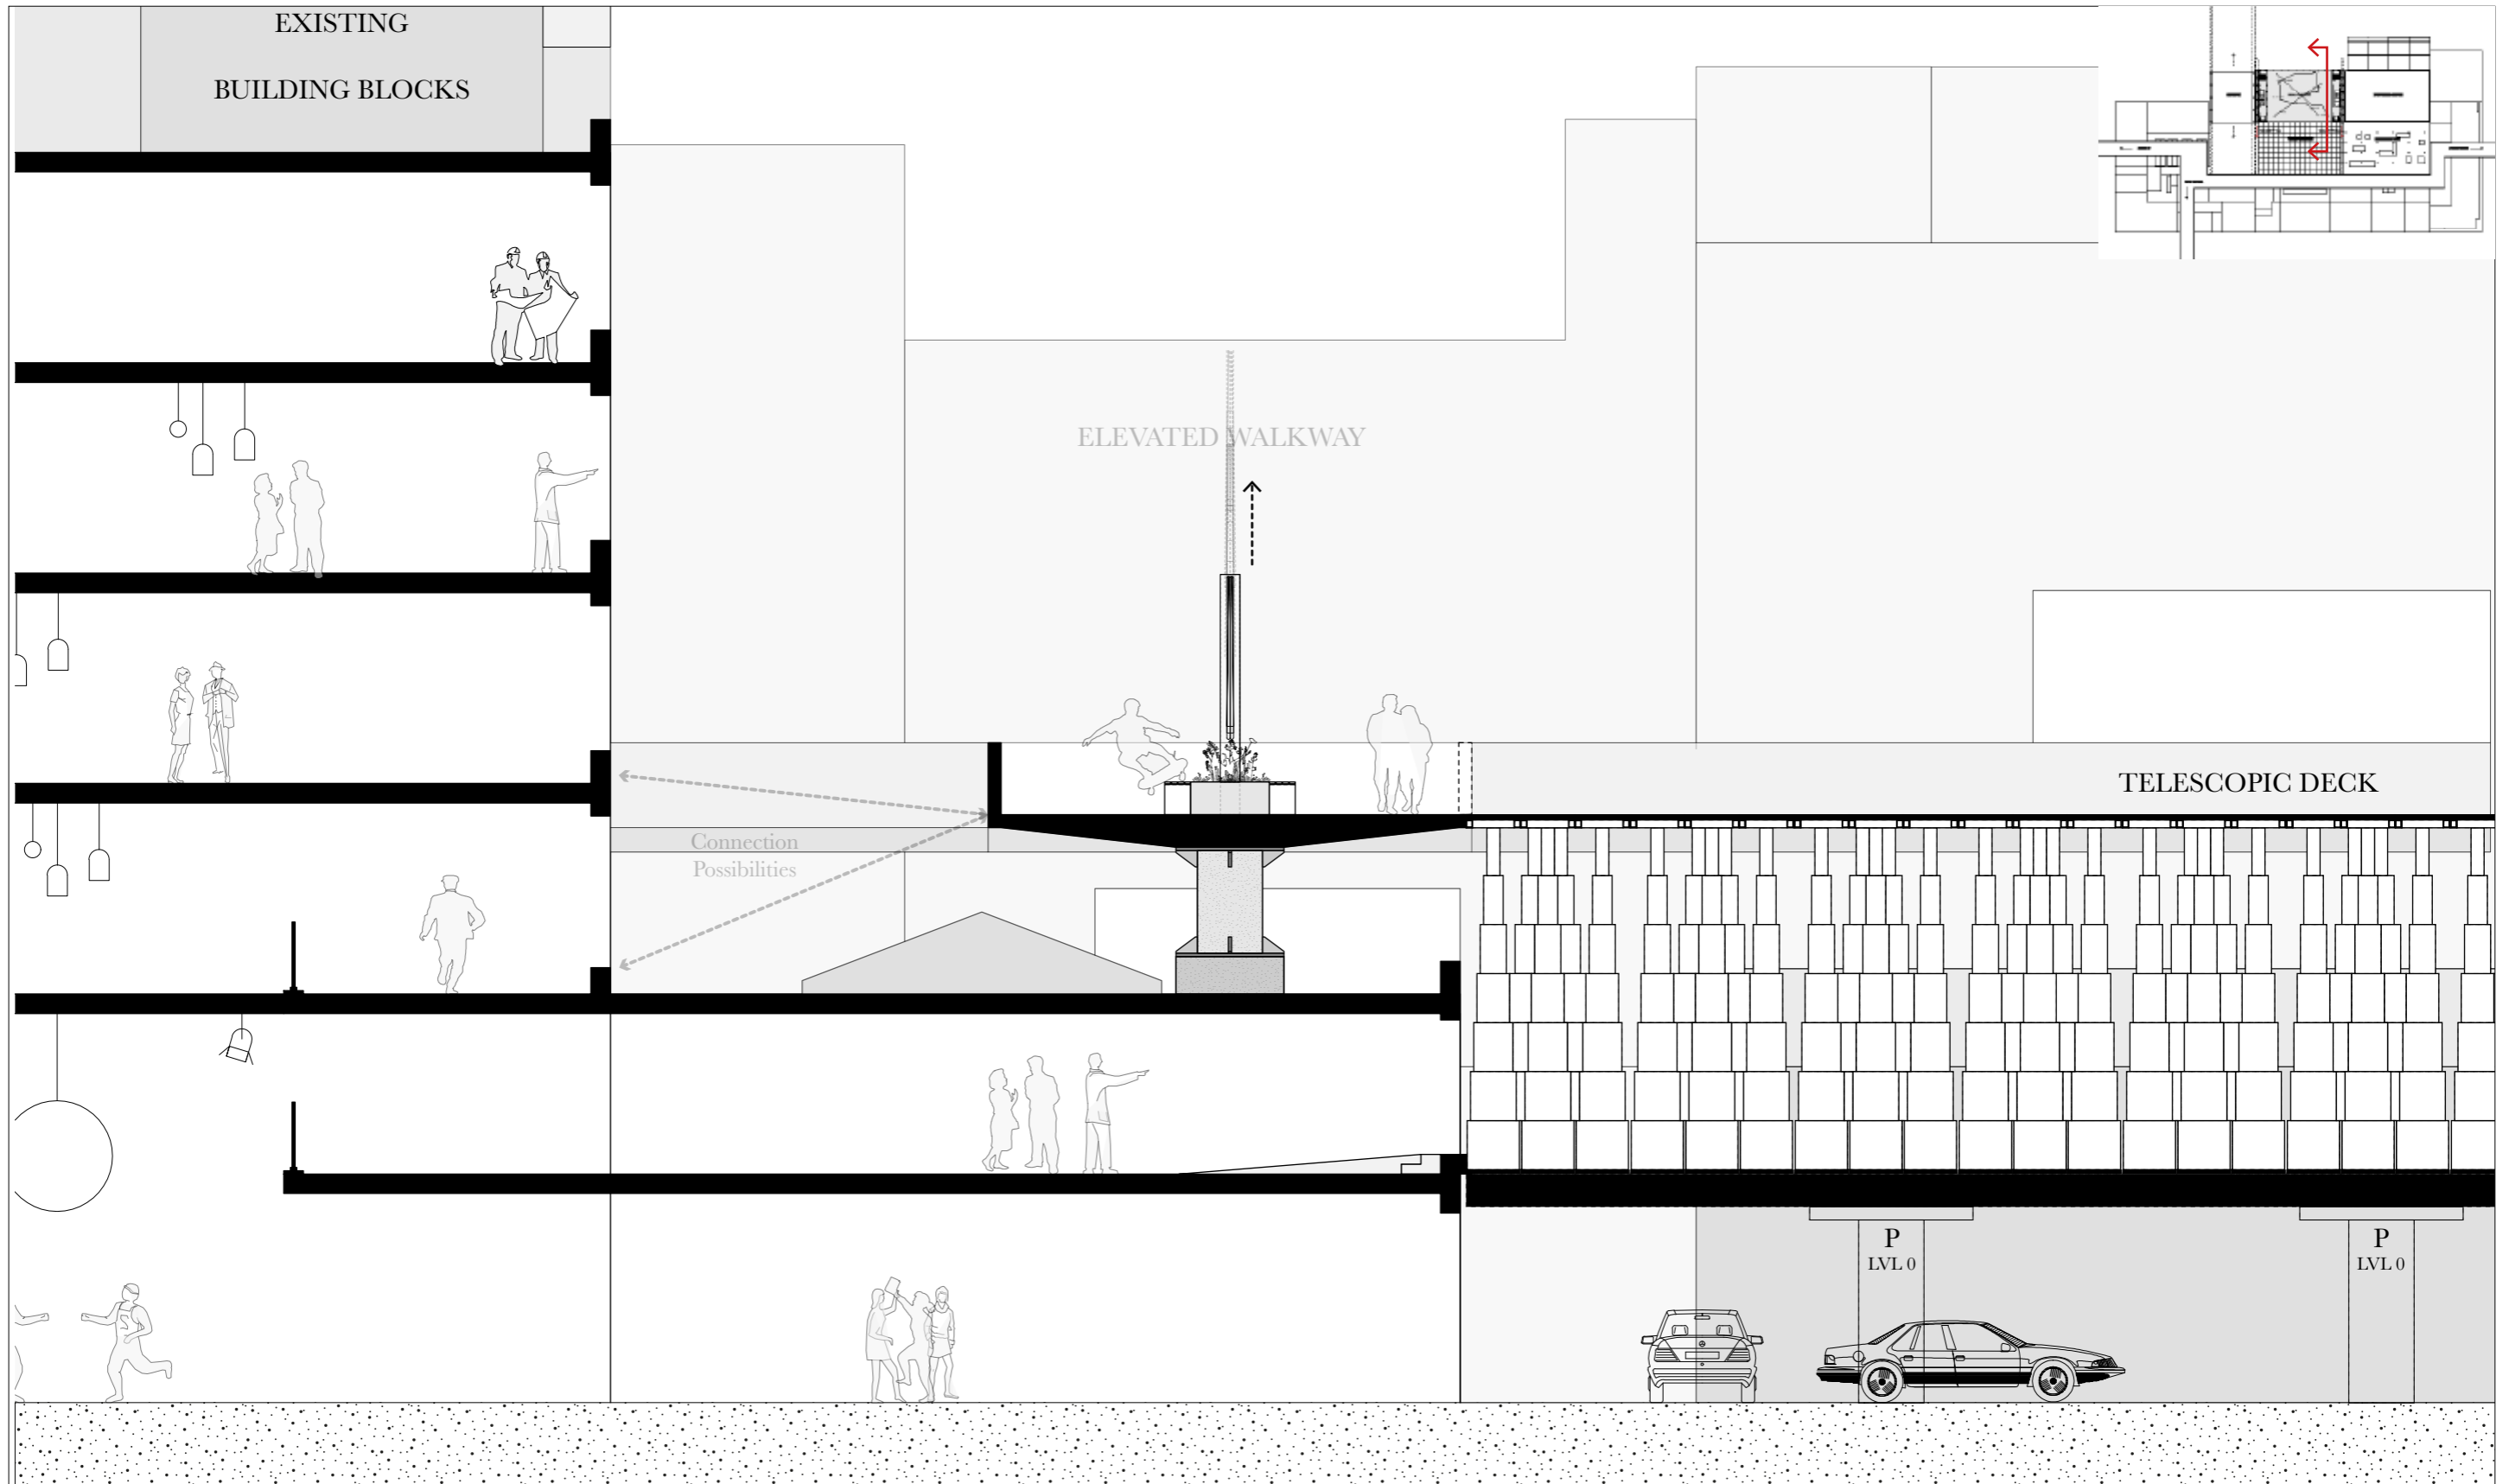 EXISTING
BUILDING BLOCKS
ELEVATED WALKWAY
TELESCOPIC DECK
Connection
Possibilities
P
LVL 0
P
LVL 0